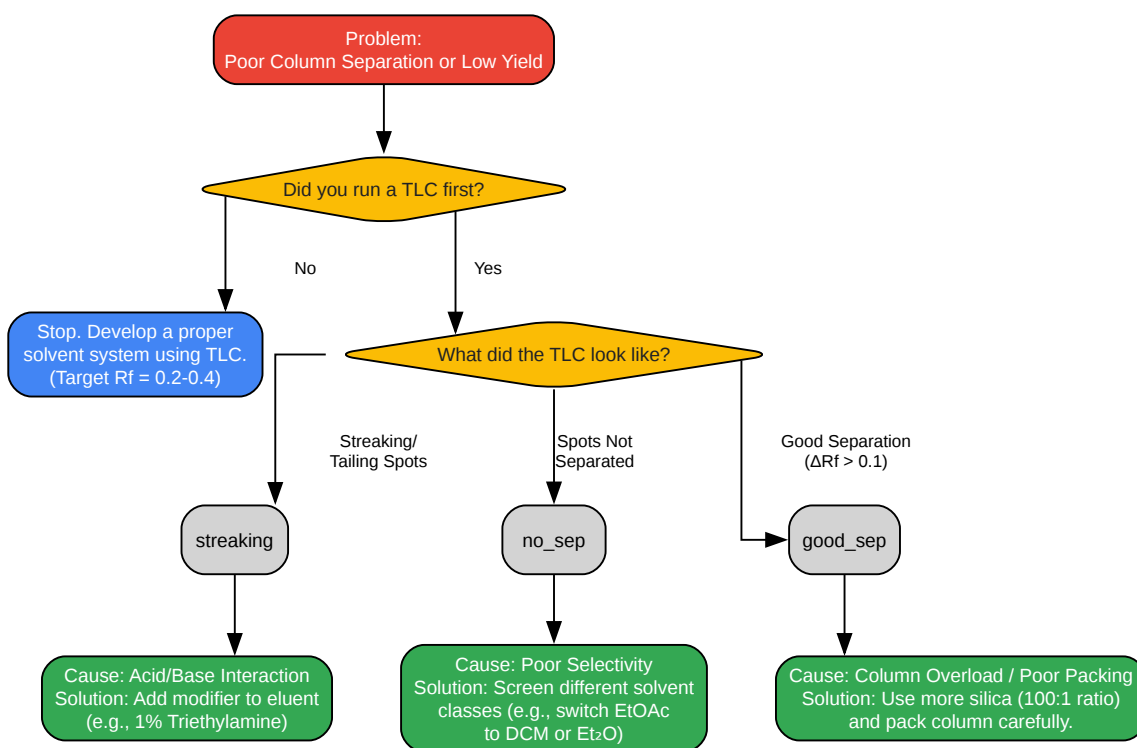 Problem:
Poor Column Separation or Low Yield
Did you run a TLC first?
No
Yes
Stop. Develop a proper
solvent system using TLC.
(Target Rf = 0.2-0.4)
What did the TLC look like?
Streaking/
Tailing Spots
Spots Not
Separated
Good Separation
(ΔRf > 0.1)
streaking
no_sep
good_sep
Cause: Acid/Base Interaction
Solution: Add modifier to eluent
(e.g., 1% Triethylamine)
Cause: Poor Selectivity
Solution: Screen different solvent
classes (e.g., switch EtOAc
to DCM or Et₂O)
Cause: Column Overload / Poor Packing
Solution: Use more silica (100:1 ratio)
and pack column carefully.